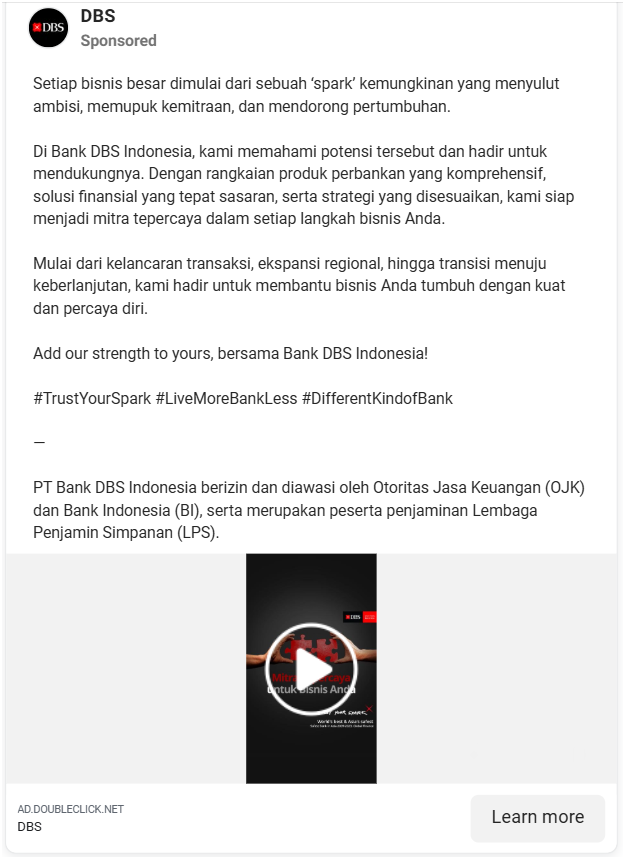 DBS
DBS
Sponsored
Setiap bisnis besar dimulai dari sebuah ‘spark’ kemungkinan yang menyulut
ambisi, memupuk kemitraan, dan mendorong pertumbuhan.
Di Bank DBS Indonesia, kami memahami potensi tersebut dan hadir untuk
mendukungnya. Dengan rangkaian produk perbankan yang komprehensif,
solusi finansial yang tepat sasaran, serta strategi yang disesuaikan, kami siap
menjadi mitra tepercaya dalam setiap langkah bisnis Anda.
Mulai dari kelancaran transaksi, ekspansi regional, hingga transisi menuju
keberlanjutan, kami hadir untuk membantu bisnis Anda tumbuh dengan kuat
dan percaya diri.
Add our strength to yours, bersama Bank DBS Indonesia!
#TrustYourSpark #LiveMoreBankLess #DifferentKindofBank
—
PT Bank DBS Indonesia berizin dan diawasi oleh Otoritas Jasa Keuangan (OJK)
dan Bank Indonesia (BI), serta merupakan peserta penjaminan Lembaga
Penjamin Simpanan (LPS).
DBS
Mitra
untuk Bisnis Anda
World's best & Asia's safest
AD.DOUBLECLICK.NET
DBS
Learn more